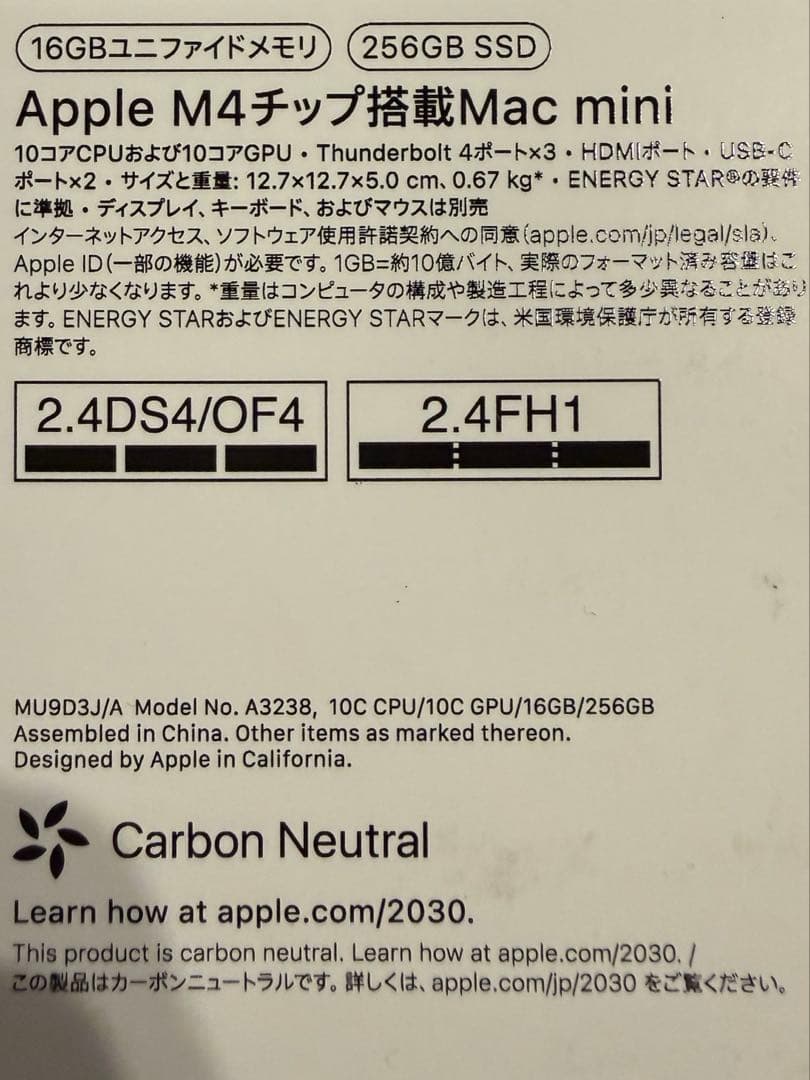 16GBユニファイドメモリ 256GB SSD
Apple M4チップ搭載Mac mini
10コアCPUおよび10コアGPU・Thunderbolt 4ポート×3・HDMIポート・USB-C
ポート×2・サイズと重量: 12.7×12.7×5.0 cm、0.67 kg*・ENERGY STAR®の要件
に準拠・ディスプレイ、キーボード、およびマウスは別売
インターネットアクセス、ソフトウェア使用許諾契約への同意(apple.com/jp/legal/sla)、
Apple ID(一部の機能)が必要です。1GB=約10億バイト、実際のフォーマット済み容量はこ
れより少なくなります。*重量はコンピュータの構成や製造工程によって多少異なることがあり
ます。ENERGY STARおよびENERGY STARマークは、米国環境保護庁が所有する登録
商標です。
2.4DS4/OF4 2.4FH1
MU9D3J/A Model No. A3238, 10C CPU/10C GPU/16GB/256GB
Assembled in China. Other items as marked thereon.
Designed by Apple in California.
Carbon Neutral
Learn how at apple.com/2030.
This product is carbon neutral. Learn how at apple.com/2030. /
この製品はカーボンニュートラルです。詳しくは、apple.com/jp/2030 をご覧ください。